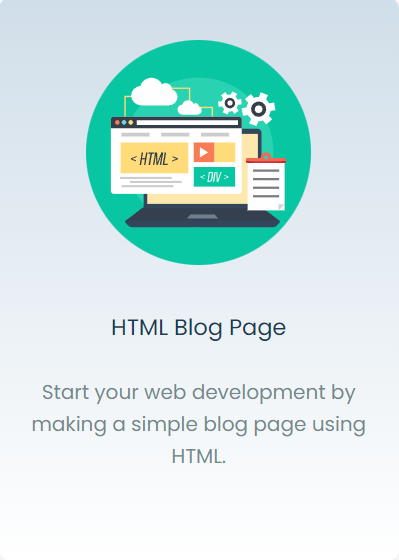 < HTML >
< DIV >
HTML Blog Page
Start your web development by
making a simple blog page using
HTML.